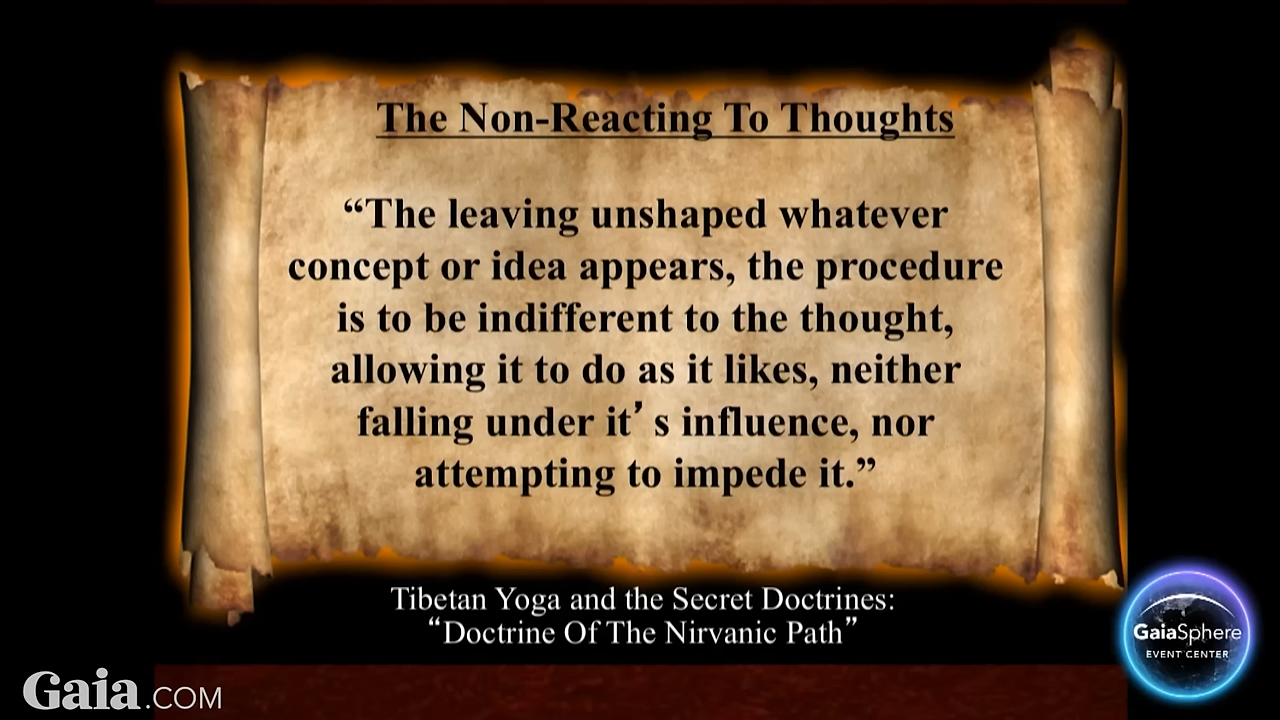 The Non-Reacting To Thoughts
“The leaving unshaped whatever
concept or idea appears, the procedure
is to be indifferent to the thought,
allowing it to do as it likes, neither
falling under it’s influence, nor
attempting to impede it.”
Tibetan Yoga and the Secret Doctrines:
“Doctrine Of The Nirvanic Path”
GaiaSphere
EVENT CENTER
Gaia.COM